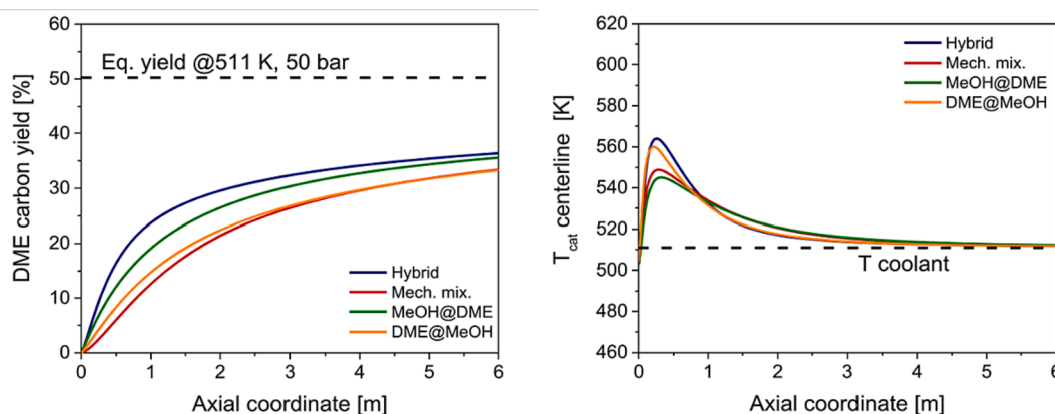 60
50
40
30
20
10
0
DME carbon yield [%]
Eq. yield @511 K, 50 bar
Hybrid
Mech. mix.
MeOH@DME
DME@MeOH
0 1 2 3 4 5 6
Axial coordinate [m]
620
600
580
560
540
520
500
480
460
T_cat centerline [K]
Hybrid
Mech. mix.
MeOH@DME
DME@MeOH
T coolant
0 1 2 3 4 5 6
Axial coordinate [m]